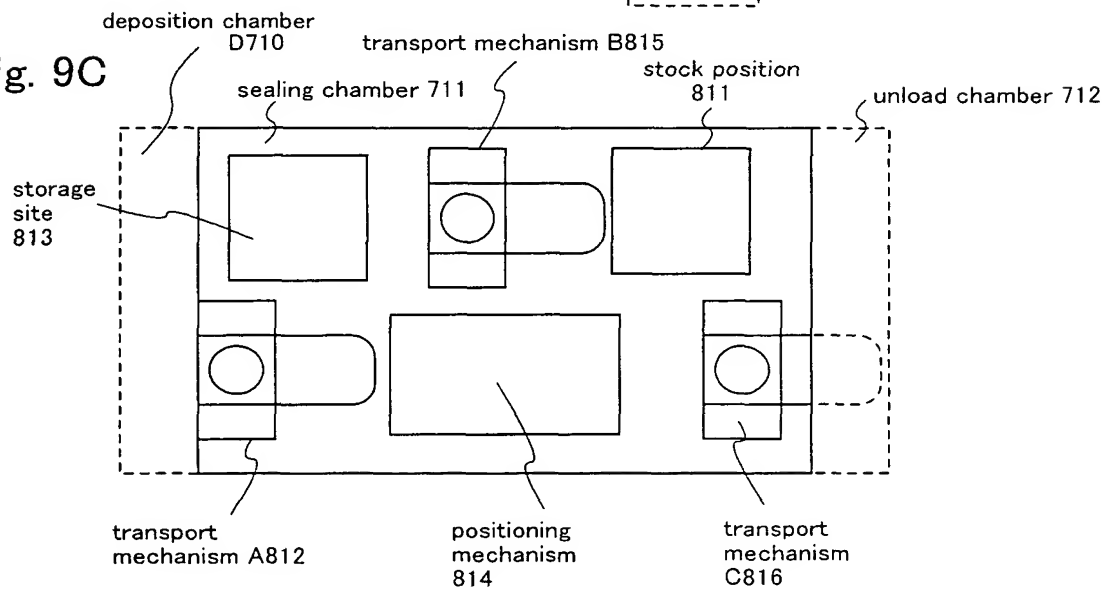 deposition chamber
D710
transport mechanism B815
g. 9C
stock position
811
sealing chamber 711
unload chamber 712
storage
site
813
transport
mechanism A812
positioning
mechanism
814
transport
mechanism
C816